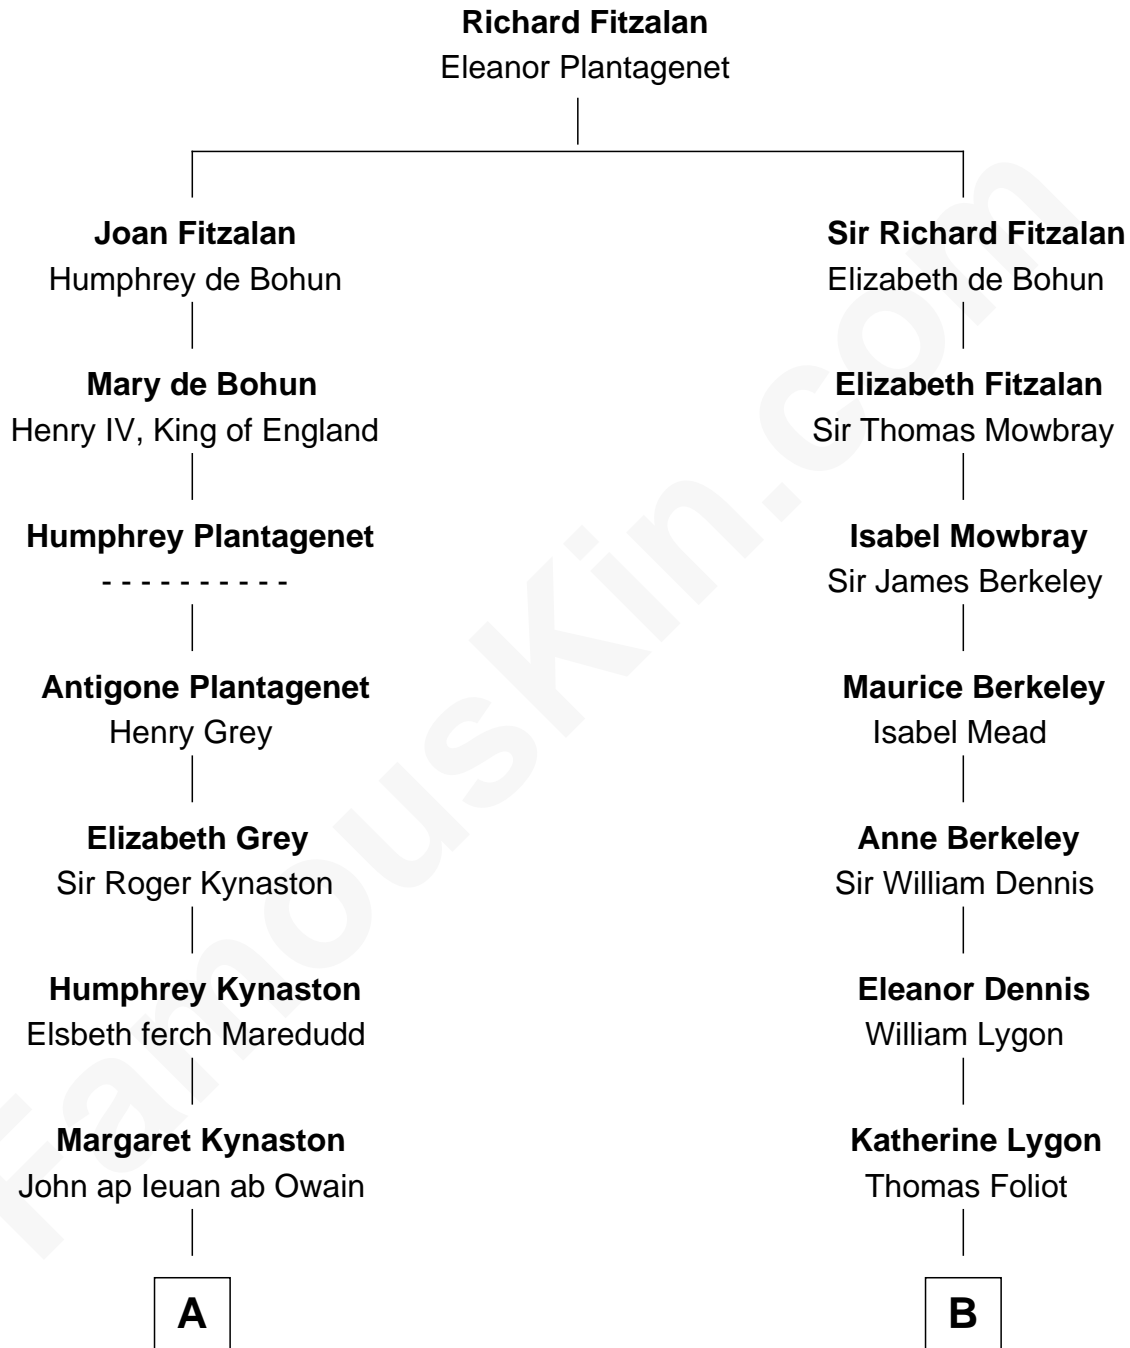 Richard Fitzalan
Eleanor Plantagenet
Joan Fitzalan
Humphrey de Bohun
Sir Richard Fitzalan
Elizabeth de Bohun
Mary de Bohun
Henry IV, King of England
Elizabeth Fitzalan
Sir Thomas Mowbray
Humphrey Plantagenet
- - - - - - - - - -
Isabel Mowbray
Sir James Berkeley
Antigone Plantagenet
Henry Grey
Maurice Berkeley
Isabel Mead
Elizabeth Grey
Sir Roger Kynaston
Anne Berkeley
Sir William Dennis
Humphrey Kynaston
Elsbeth ferch Maredudd
Eleanor Dennis
William Lygon
Margaret Kynaston
John ap Ieuan ab Owain
Katherine Lygon
Thomas Foliot
A
B
FamousKin.com